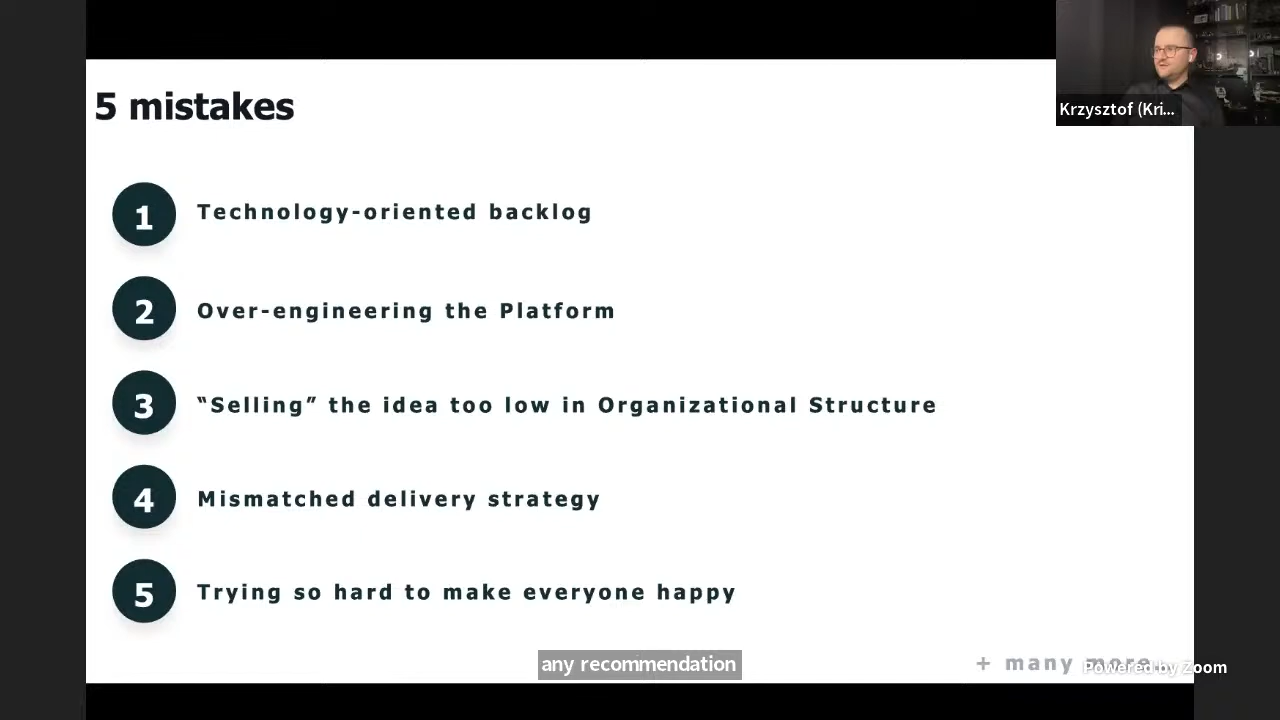 5 mistakes
Krzysztof (Kri...
1 Technology-oriented backlog
2 Over-engineering the Platform
3 “Selling” the idea too low in Organizational Structure
4 Mismatched delivery strategy
5 Trying so hard to make everyone happy
any recommendation
+ many more
Powered by Zoom